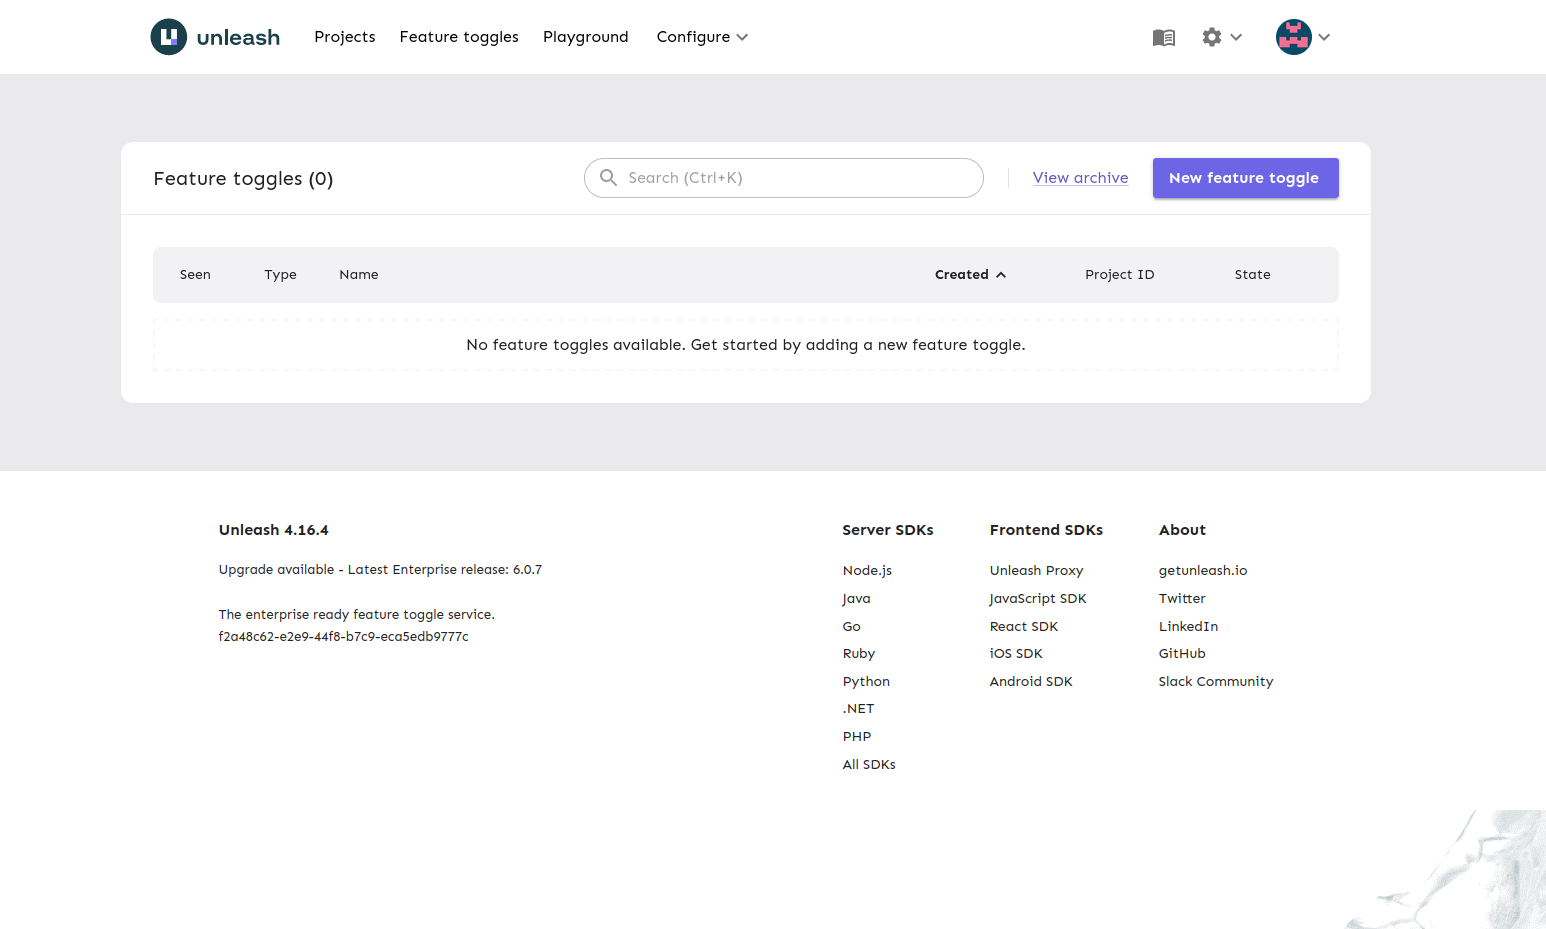 unleash Projects Feature toggles Playground Configure
Feature toggles (0) Search (Ctrl+K) View archive New feature toggle
Seen Type Name Created Project ID State
No feature toggles available. Get started by adding a new feature toggle.
Unleash 4.16.4
Upgrade available - Latest Enterprise release: 6.0.7
The enterprise ready feature toggle service.
f2a48c62-e2e9-44f8-b7c9-eca5edb9777c
Server SDKs
Node.js
Java
Go
Ruby
Python
.NET
PHP
All SDKs
Frontend SDKs
Unleash Proxy
JavaScript SDK
React SDK
iOS SDK
Android SDK
About
getunleash.io
Twitter
LinkedIn
GitHub
Slack Community